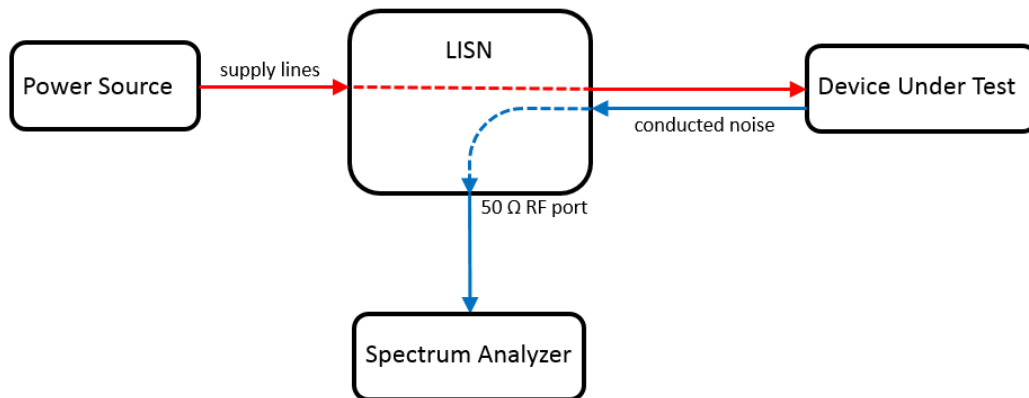 LISN
supply lines
Power Source
Device Under Test
conducted noise
50 Ω RF port
Spectrum Analyzer